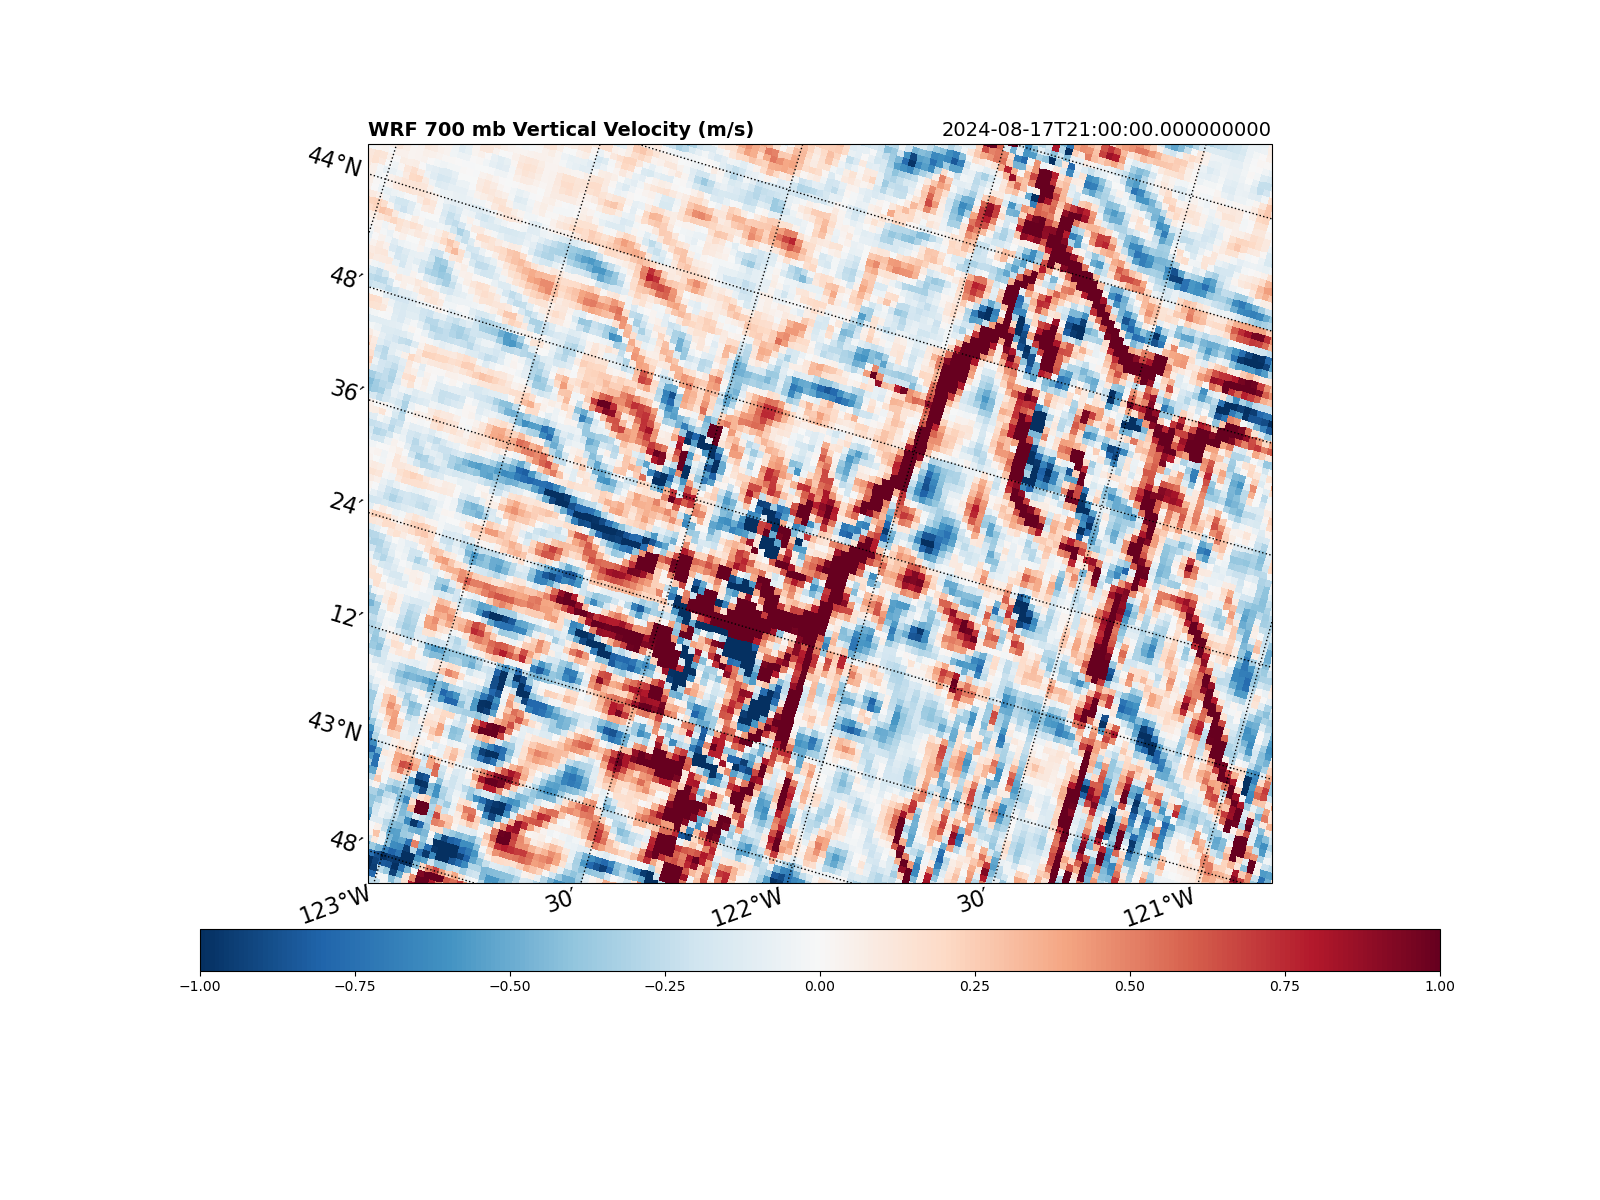 WRF 700 mb Vertical Velocity (m/s)
2024-08-17T21:00:00.000000000
44°N
48′
36′
24′
12′
43°N
48′
123°W
30′
122°W
30′
121°W
−1.00
−0.75
−0.50
−0.25
0.00
0.25
0.50
0.75
1.00